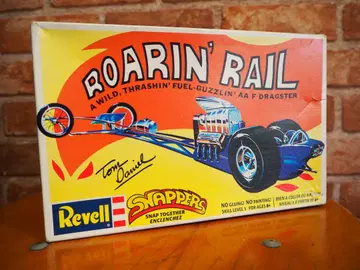 ROARIN' RAIL
A WILD, THRASHIN' FUEL-GUZZLIN' AA/F DRAGSTER
Tom Daniel
Revell
SNAPPERS
SNAP TOGETHER
ENCLENCHEZ
NO GLUING! NO PAINTING!
SKILL LEVEL 1 FOR AGES 8+